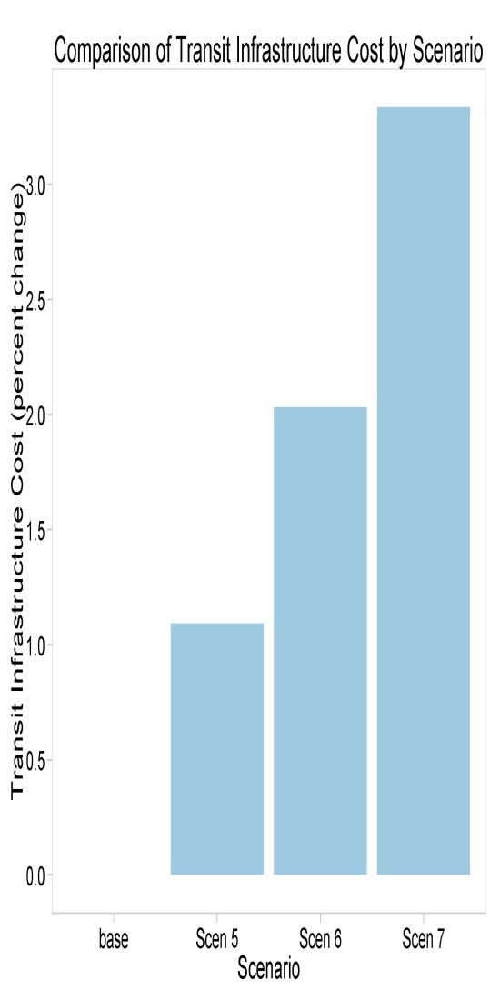 Comparison of Transit Infrastructure Cost by Scenario
Transit Infrastructure Cost (percent change)
3.0
2.5
2.0
1.5
1.0
0.5
0.0
base Scen 5 Scen 6 Scen 7
Scenario